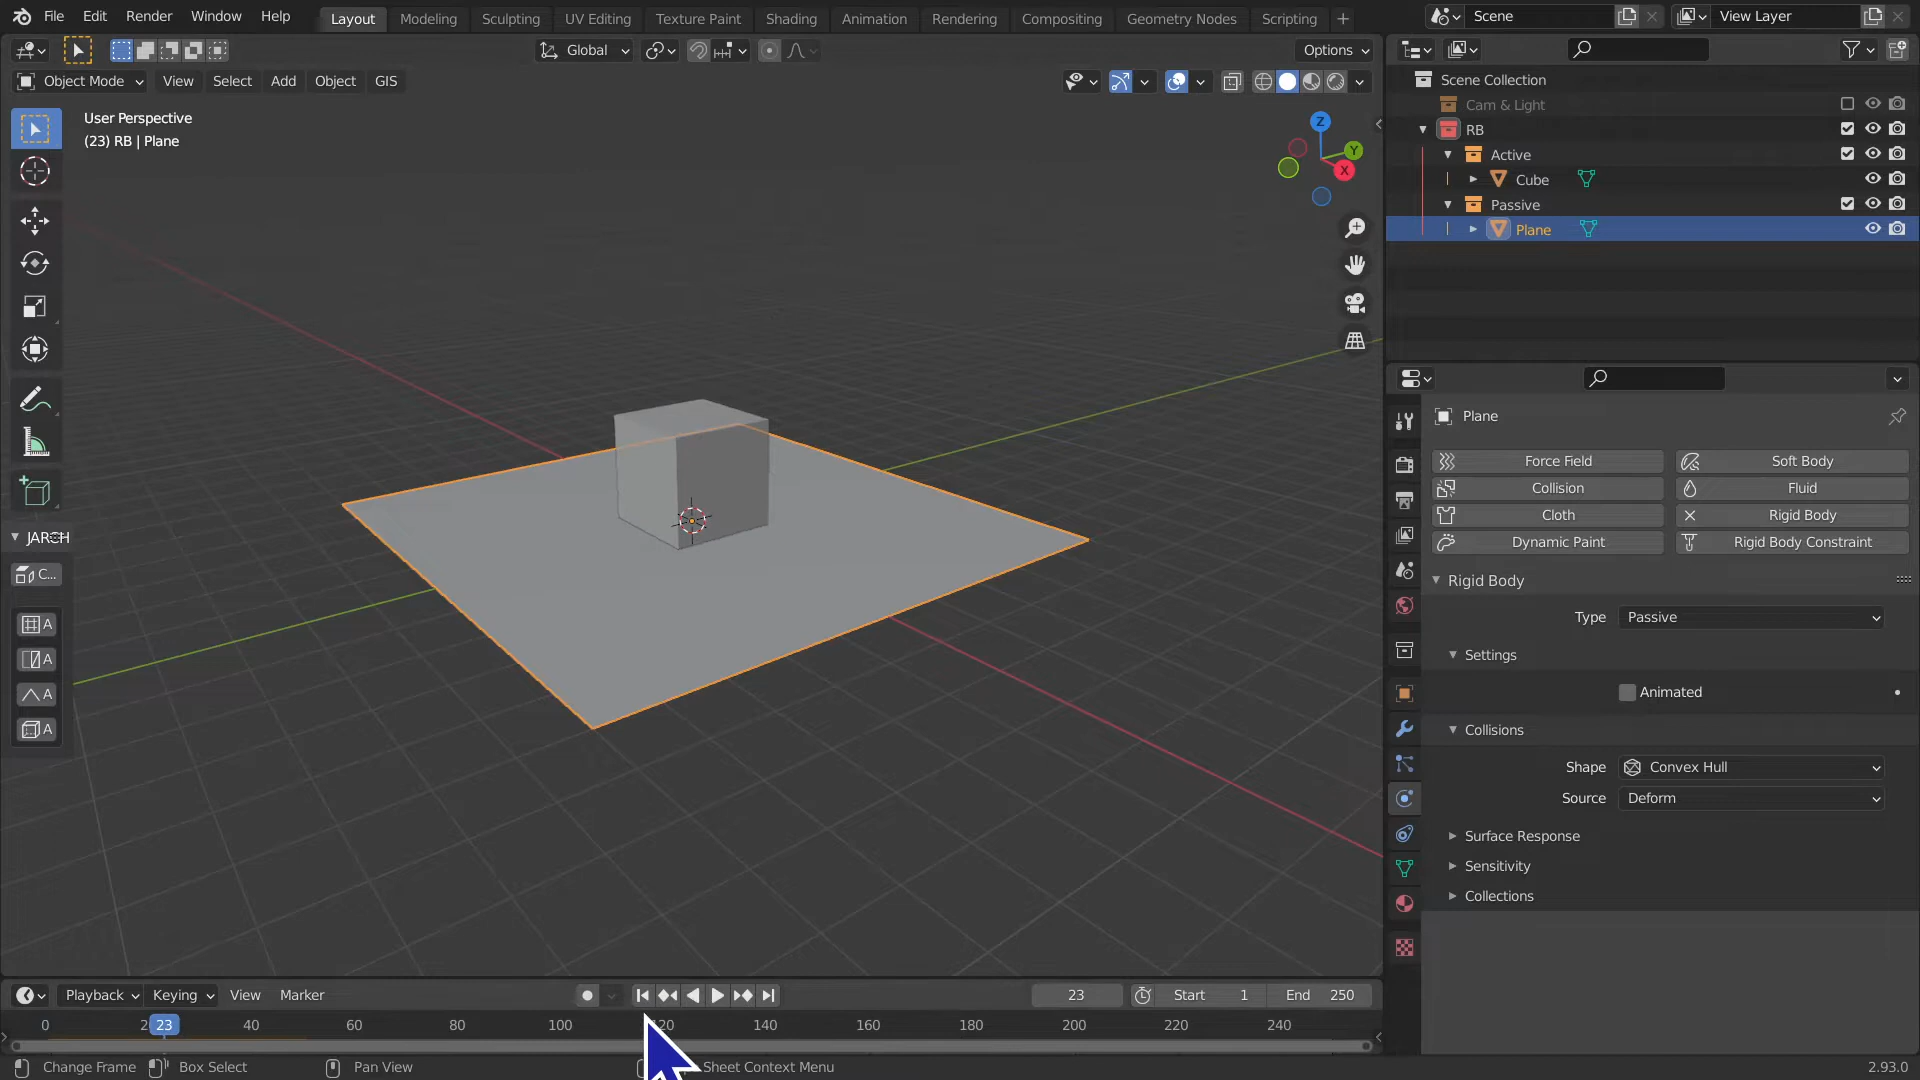 File Edit Render Window Help Layout Modeling Sculpting UV Editing Texture Paint Shading Animation Rendering Compositing Geometry Nodes Scripting + Scene View Layer
Global Options
Object Mode View Select Add Object GIS
User Perspective
(23) RB | Plane
Z
Y
X
JARCH
C...
A
A
A
A
Scene Collection
Cam & Light
RB
Active
Cube
Passive
Plane
Plane
Force Field Soft Body
Collision Fluid
Cloth Rigid Body
Dynamic Paint Rigid Body Constraint
Rigid Body
Type Passive
Settings
Animated
Collisions
Shape Convex Hull
Source Deform
Surface Response
Sensitivity
Collections
Playback Keying View Marker 23 Start 1 End 250
0 23 40 60 80 100 140 160 180 200 220 240
Change Frame Box Select Pan View Sheet Context Menu 2.93.0